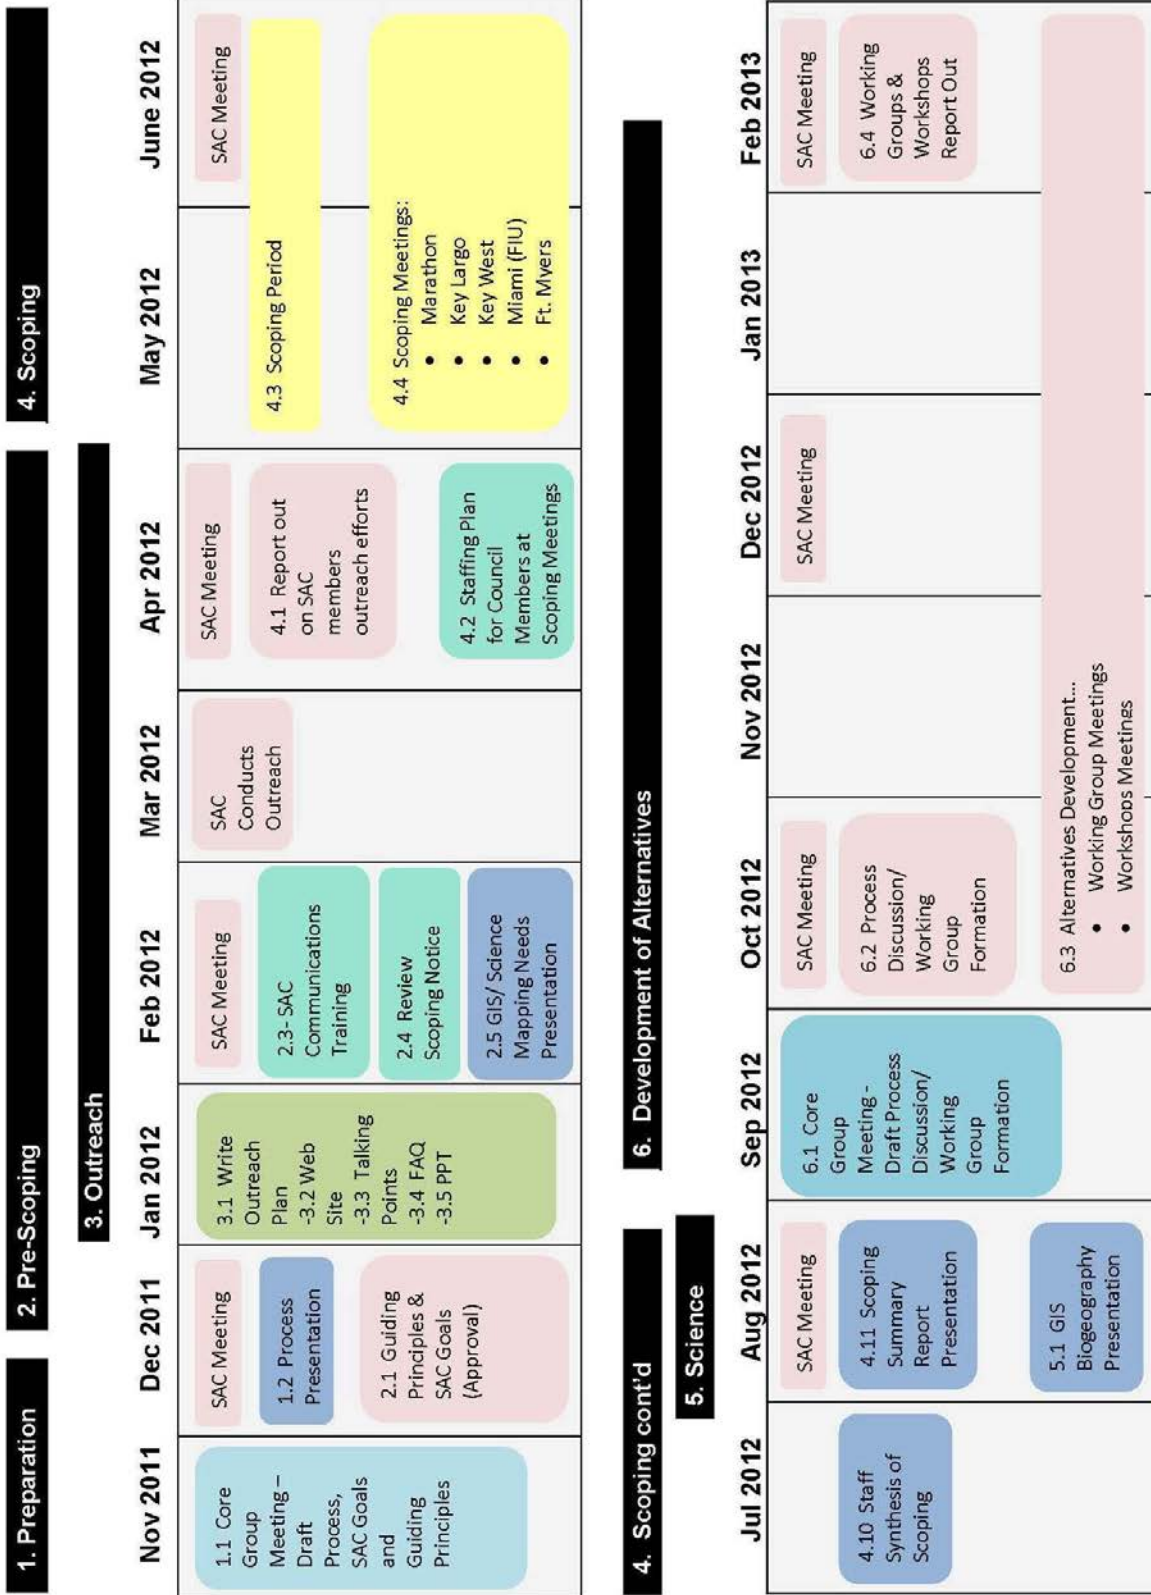 1. Preparation
2. Pre-Scoping
4. Scoping
3. Outreach
Nov 2011
Dec 2011
Jan 2012
Feb 2012
Mar 2012
Apr 2012
May 2012
June 2012
1.1 Core
Group
Meeting –
Draft
Process,
SAC Goals
and
Guiding
Principles
SAC Meeting
1.2 Process
Presentation
2.1 Guiding
Principles &
SAC Goals
(Approval)
3.1 Write
Outreach
Plan
-3.2 Web
Site
-3.3 Talking
Points
-3.4 FAQ
-3.5 PPT
SAC Meeting
2.3- SAC
Communications
Training
2.4 Review
Scoping Notice
2.5 GIS/ Science
Mapping Needs
Presentation
SAC
Conducts
Outreach
SAC Meeting
4.1 Report out
on SAC
members
outreach efforts
4.2 Staffing Plan
for Council
Members at
Scoping Meetings
SAC Meeting
4.3 Scoping Period
4.4 Scoping Meetings:
• Marathon
• Key Largo
• Key West
• Miami (FIU)
• Ft. Myers
4. Scoping cont'd
5. Science
6. Development of Alternatives
Jul 2012
Aug 2012
Sep 2012
Oct 2012
Nov 2012
Dec 2012
Jan 2013
Feb 2013
4.10 Staff
Synthesis of
Scoping
SAC Meeting
4.11 Scoping
Summary
Report
Presentation
5.1 GIS
Biogeography
Presentation
6.1 Core
Group
Meeting -
Draft Process
Discussion/
Working
Group
Formation
SAC Meeting
6.2 Process
Discussion/
Working
Group
Formation
6.3 Alternatives Development...
• Working Group Meetings
• Workshops Meetings
SAC Meeting
SAC Meeting
6.4 Working
Groups &
Workshops
Report Out